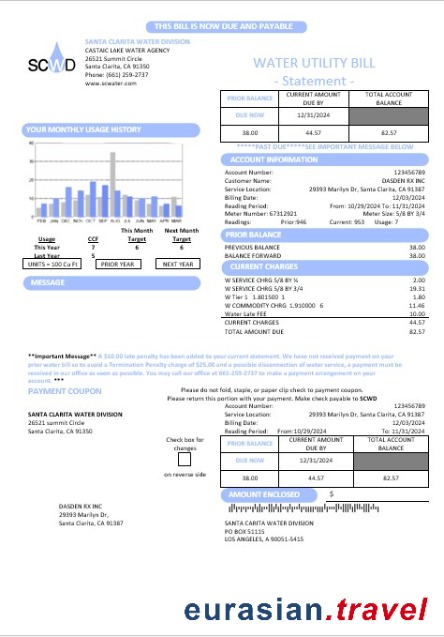 THIS BILL IS NOW DUE AND PAYABLE
SCWD
SANTA CLARITA WATER DIVISION
CASTAIC LAKE WATER AGENCY
26521 Summit Circle
Santa Clarita, CA 91350
Phone: (661) 259-2737
www.scwater.com
WATER UTILITY BILL
- Statement -
PRIOR BALANCE CURRENT AMOUNT DUE BY TOTAL ACCOUNT BALANCE
DUE NOW 12/31/2024
38.00 44.57 82.57
*****PAST DUE*****SEE IMPORTANT MESSAGE BELOW
YOUR MONTHLY USAGE HISTORY
40
30
20
10
0
FEB APR JUN AUG
This Month Next Month
Usage CCF Target Target
This Year 7 6 6
Last Year 5
UNITS = 100 Cu Ft PRIOR YEAR NEXT YEAR
MESSAGE
ACCOUNT INFORMATION
Account Number: 123456789
Customer Name: DASDEN RX INC
Service Location: 29393 Marilyn Dr, Santa Clarita, CA 91387
Billing Date: 12/03/2024
Reading Period: From: 10/29/2024 To: 11/31/2024
Meter Number: 67312921 Meter Size: 5/8 BY 3/4
Readings: Prior: 946 Current: 953 Usage: 7
PRIOR BALANCE
PREVIOUS BALANCE 38.00
BALANCE FORWARD 38.00
CURRENT CHARGES
W SERVICE CHRG 5/8 BY ½ 2.00
W SERVICE CHRG 5/8 BY 3/4 19.31
W Tier 1 1.801500 1 1.80
W COMMODITY CHRG 1.910000 6 11.46
Water Late FEE 10.00
CURRENT CHARGES 44.57
TOTAL AMOUNT DUE 82.57
**Important Message** A $10.00 late penalty has been added to your current statement. We have not received payment on your
prior water bill so to avoid a Termination Penalty charge of $25.00 and a possible disconnection of water service, a payment must be
received in our office as soon as possible. You may call our office at 661-259-2737 to make a payment arrangement on your
account. ***
PAYMENT COUPON
Please do not fold, staple, or paper clip check to payment coupon.
Please return this portion with your payment. Make check payable to SCWD
SANTA CLARITA WATER DIVISION
26521 summit Circle
Santa Clarita, CA 91350
Check box for
changes
on reverse side
Account Number: 123456789
Service Location: 29393 Marilyn Dr, Santa Clarita, CA 91387
Billing Date: 12/03/2024
Reading Period: From:10/29/2024 To: 11/31/2024
PRIOR BALANCE CURRENT AMOUNT DUE BY TOTAL ACCOUNT BALANCE
DUE NOW 12/31/2024
38.00 44.57 82.57
AMOUNT ENCLOSED $
DASDEN RX INC
29393 Marilyn Dr,
Santa Clarita, CA 91387
SANTA CARITA WATER DIVISION
PO BOX 51115
LOS ANGELES, A 90051-5415
eurasian.travel